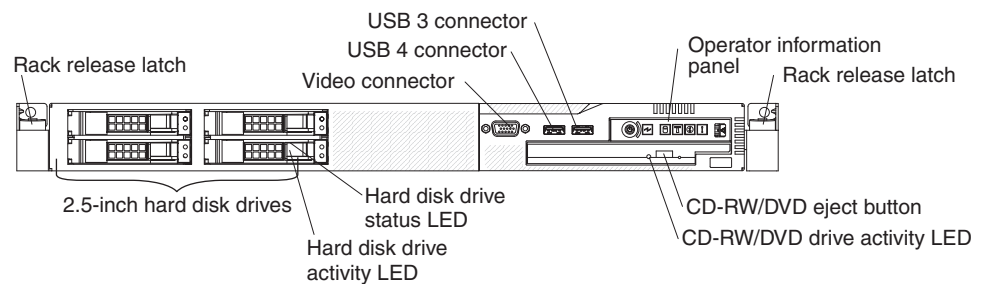 USB 3 connector
USB 4 connector
Video connector
Operator information
panel
Rack release latch
Rack release latch
2.5-inch hard disk drives
Hard disk drive
status LED
Hard disk drive
activity LED
CD-RW/DVD eject button
CD-RW/DVD drive activity LED